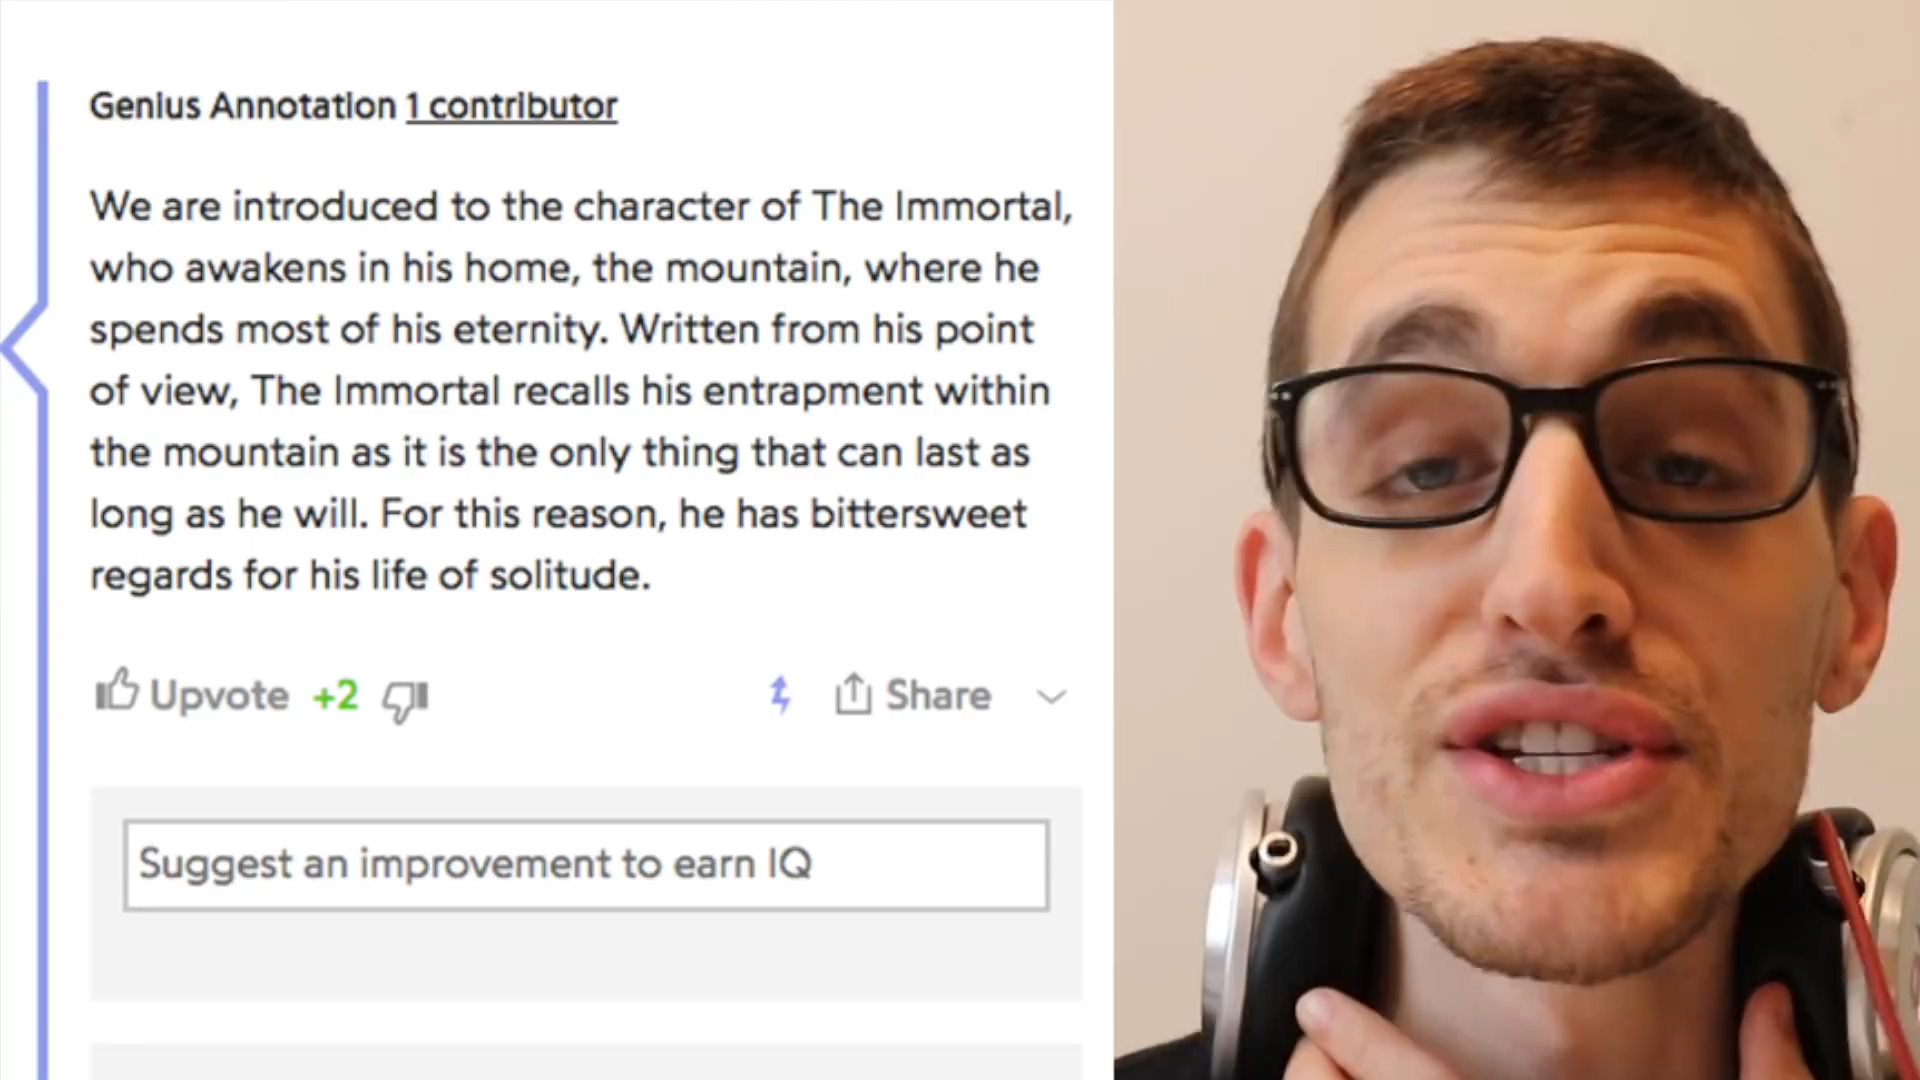 Genius Annotation 1 contributor
We are introduced to the character of The Immortal,
who awakens in his home, the mountain, where he
spends most of his eternity. Written from his point
of view, The Immortal recalls his entrapment within
the mountain as it is the only thing that can last as
long as he will. For this reason, he has bittersweet
regards for his life of solitude.
Upvote +2 Share
Suggest an improvement to earn IQ